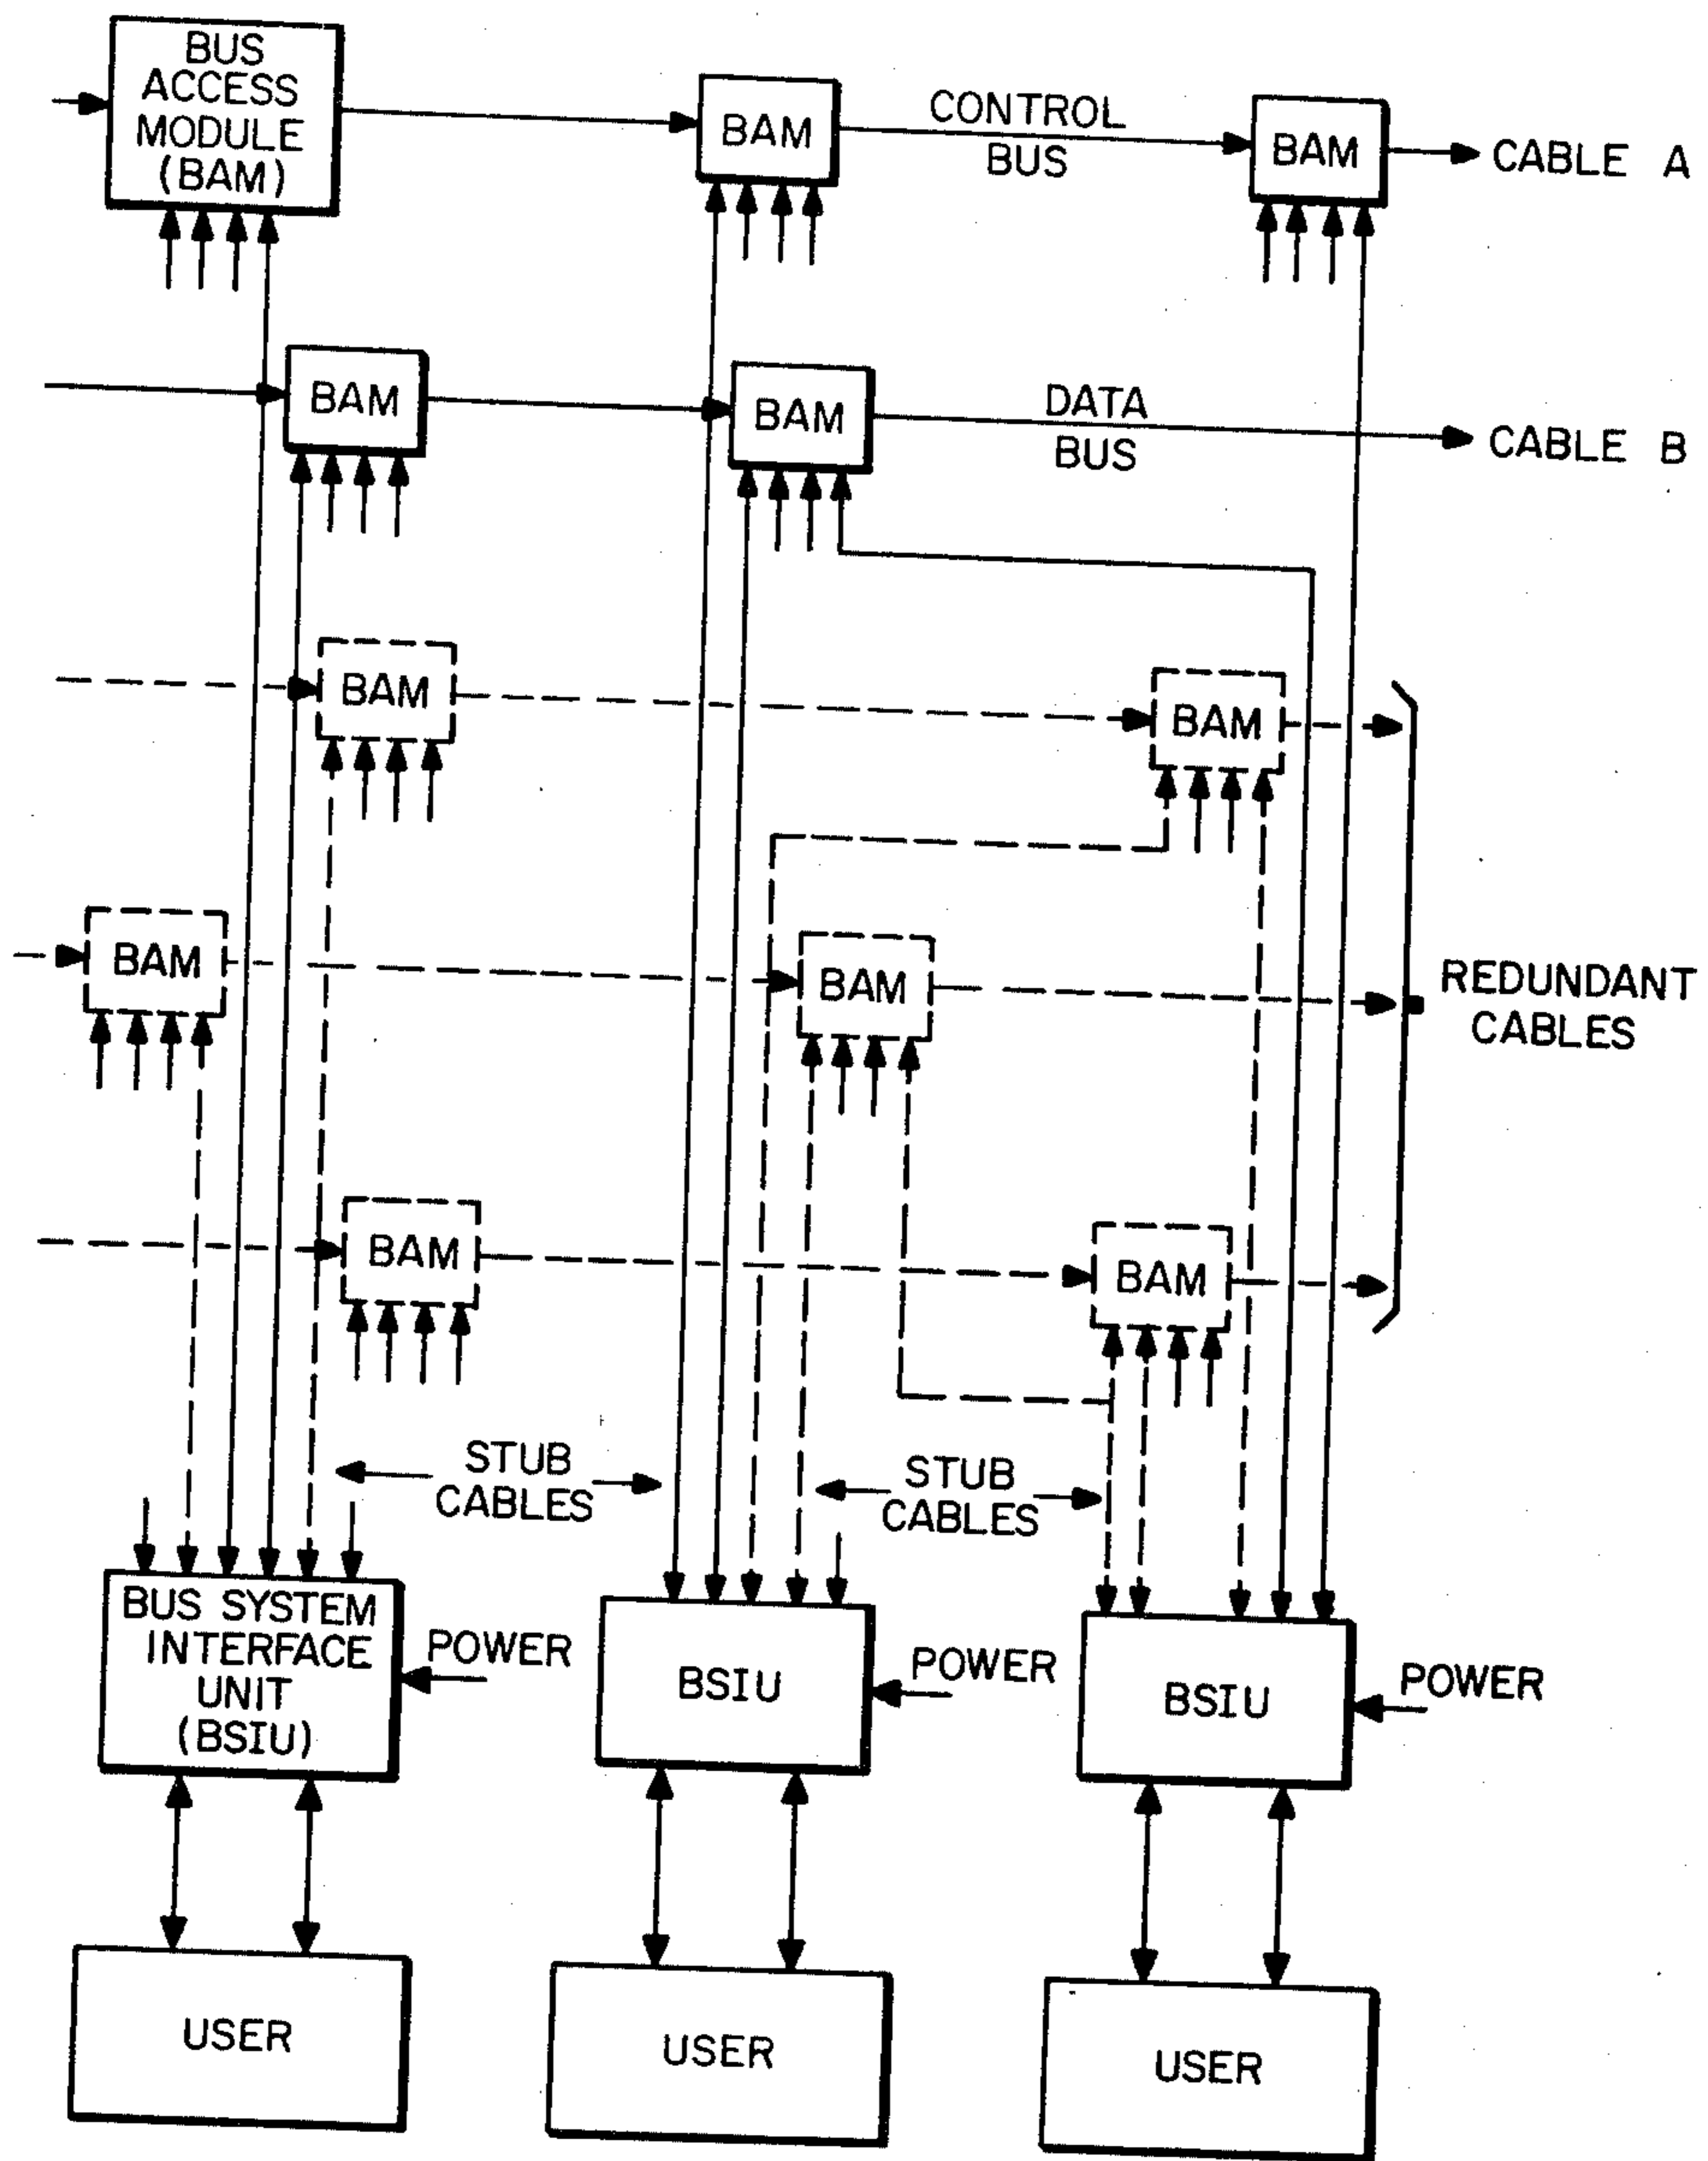 BUS
ACCESS
MODULE
(BAM)
BAM
CONTROL
BUS
BAM
CABLE A
BAM
BAM
DATA
BUS
CABLE B
BAM
BAM
BAM
BAM
REDUNDANT
CABLES
BAM
BAM
STUB
CABLES
STUB
CABLES
BUS SYSTEM
INTERFACE
UNIT
(BSIU)
POWER
BSIU
POWER
BSIU
POWER
USER
USER
USER